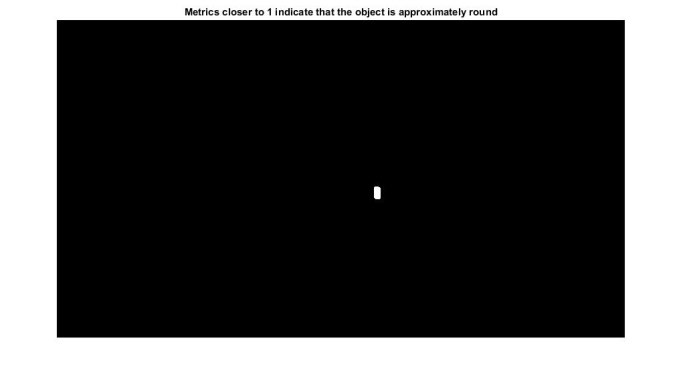 Metrics closer to 1 indicate that the object is approximately round